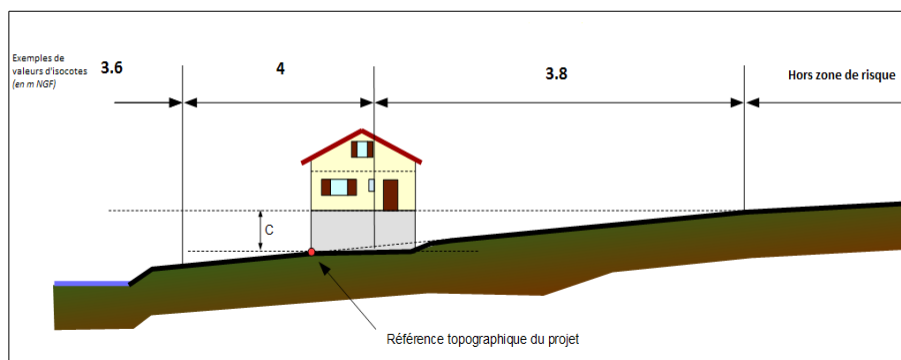 Exemples de
valeurs d'isocotes
(en m NGF)
3.6
4
3.8
Hors zone de risque
C
Référence topographique du projet